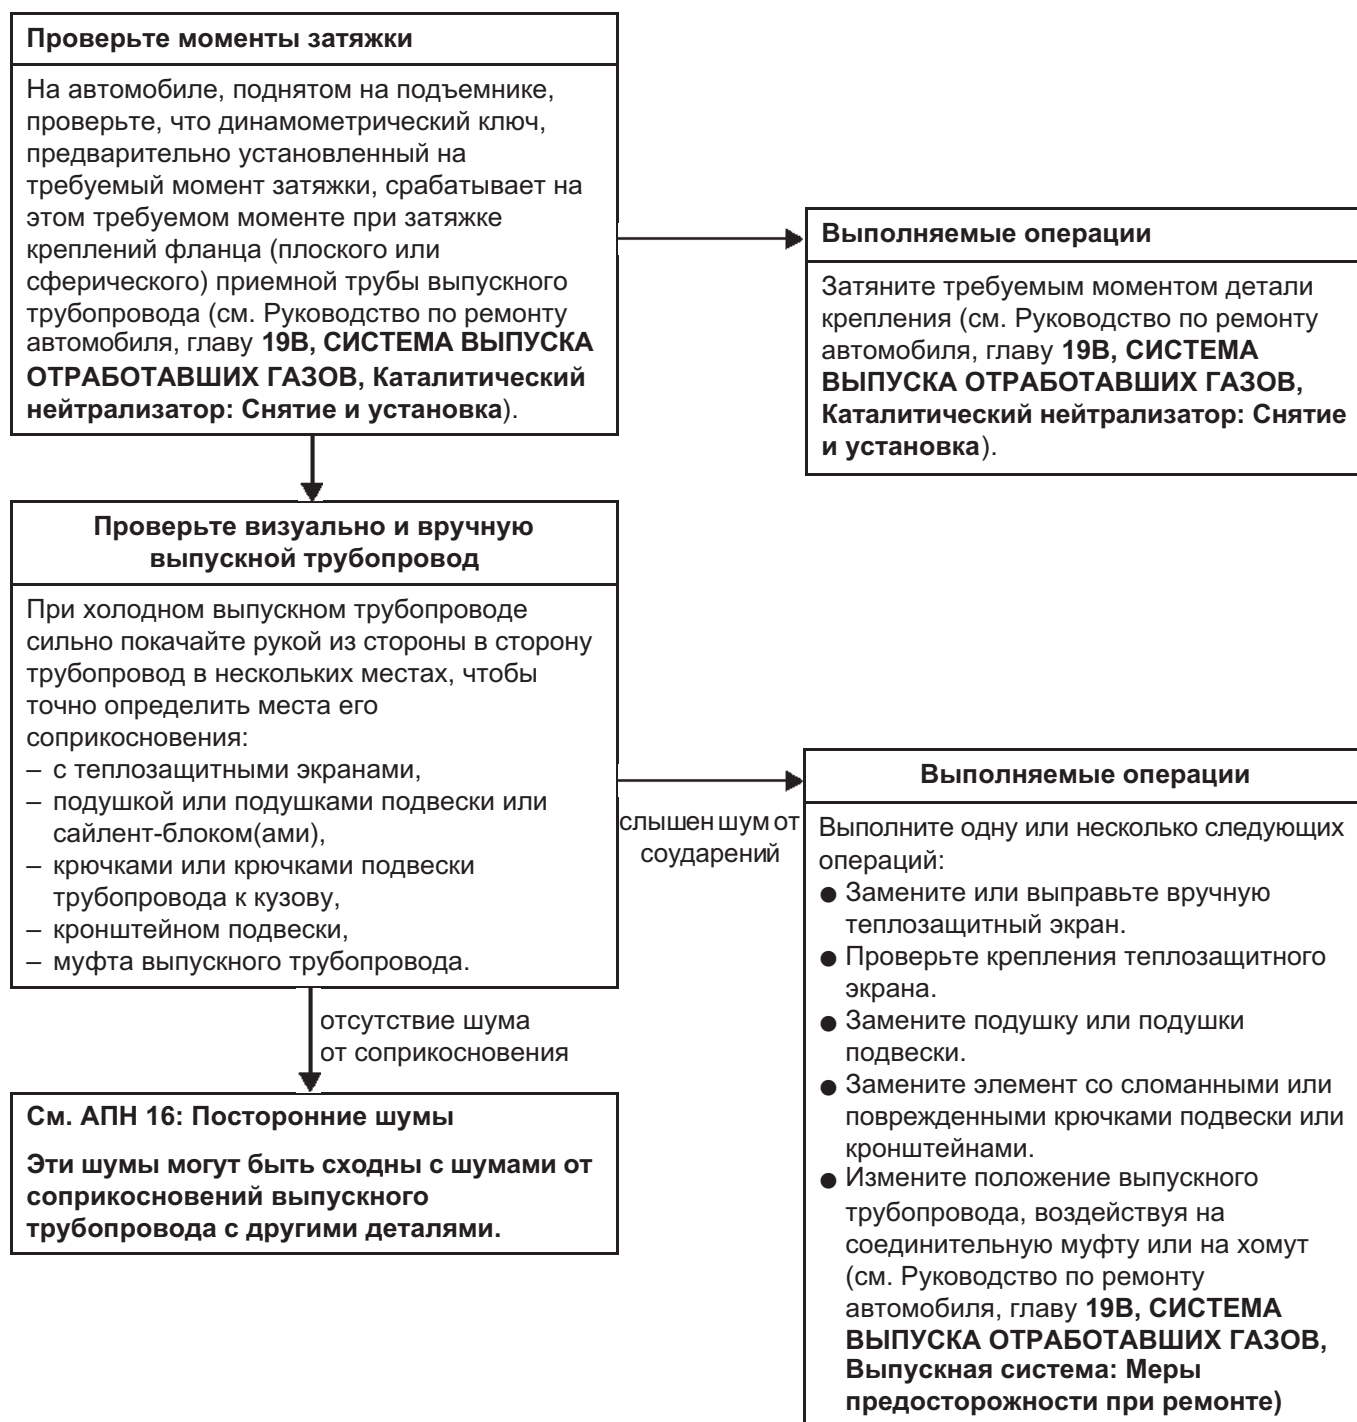 Проверьте моменты затяжки
На автомобиле, поднятом на подъемнике,
проверьте, что динамометрический ключ,
предварительно установленный на
требуемый момент затяжки, срабатывает на
этом требуемом моменте при затяжке
креплений фланца (плоского или
сферического) приемной трубы выпускного
трубопровода (см. Руководство по ремонту
автомобиля, главу 19B, СИСТЕМА ВЫПУСКА
ОТРАБОТАВШИХ ГАЗОВ, Каталитический
нейтрализатор: Снятие и установка).
Выполняемые операции
Затяните требуемым моментом детали
крепления (см. Руководство по ремонту
автомобиля, главу 19B, СИСТЕМА
ВЫПУСКА ОТРАБОТАВШИХ ГАЗОВ,
Каталитический нейтрализатор: Снятие
и установка).
Проверьте визуально и вручную
выпускной трубопровод
При холодном выпускном трубопроводе
сильно покачайте рукой из стороны в сторону
трубопровод в нескольких местах, чтобы
точно определить места его
соприкосновения:
– с теплозащитными экранами,
– подушкой или подушками подвески или
сайлент-блоком(ами),
– крючками или крючками подвески
трубопровода к кузову,
– кронштейном подвески,
– муфта выпускного трубопровода.
слышен шум от
соударений
Выполняемые операции
Выполните одну или несколько следующих
операций:
● Замените или выправьте вручную
теплозащитный экран.
● Проверьте крепления теплозащитного
экрана.
● Замените подушку или подушки
подвески.
● Замените элемент со сломанными или
поврежденными крючками подвески или
кронштейнами.
● Измените положение выпускного
трубопровода, воздействуя на
соединительную муфту или на хомут
(см. Руководство по ремонту
автомобиля, главу 19B, СИСТЕМА
ВЫПУСКА ОТРАБОТАВШИХ ГАЗОВ,
Выпускная система: Меры
предосторожности при ремонте)
отсутствие шума
от соприкосновения
См. АПН 16: Посторонние шумы
Эти шумы могут быть сходны с шумами от
соприкосновений выпускного
трубопровода с другими деталями.